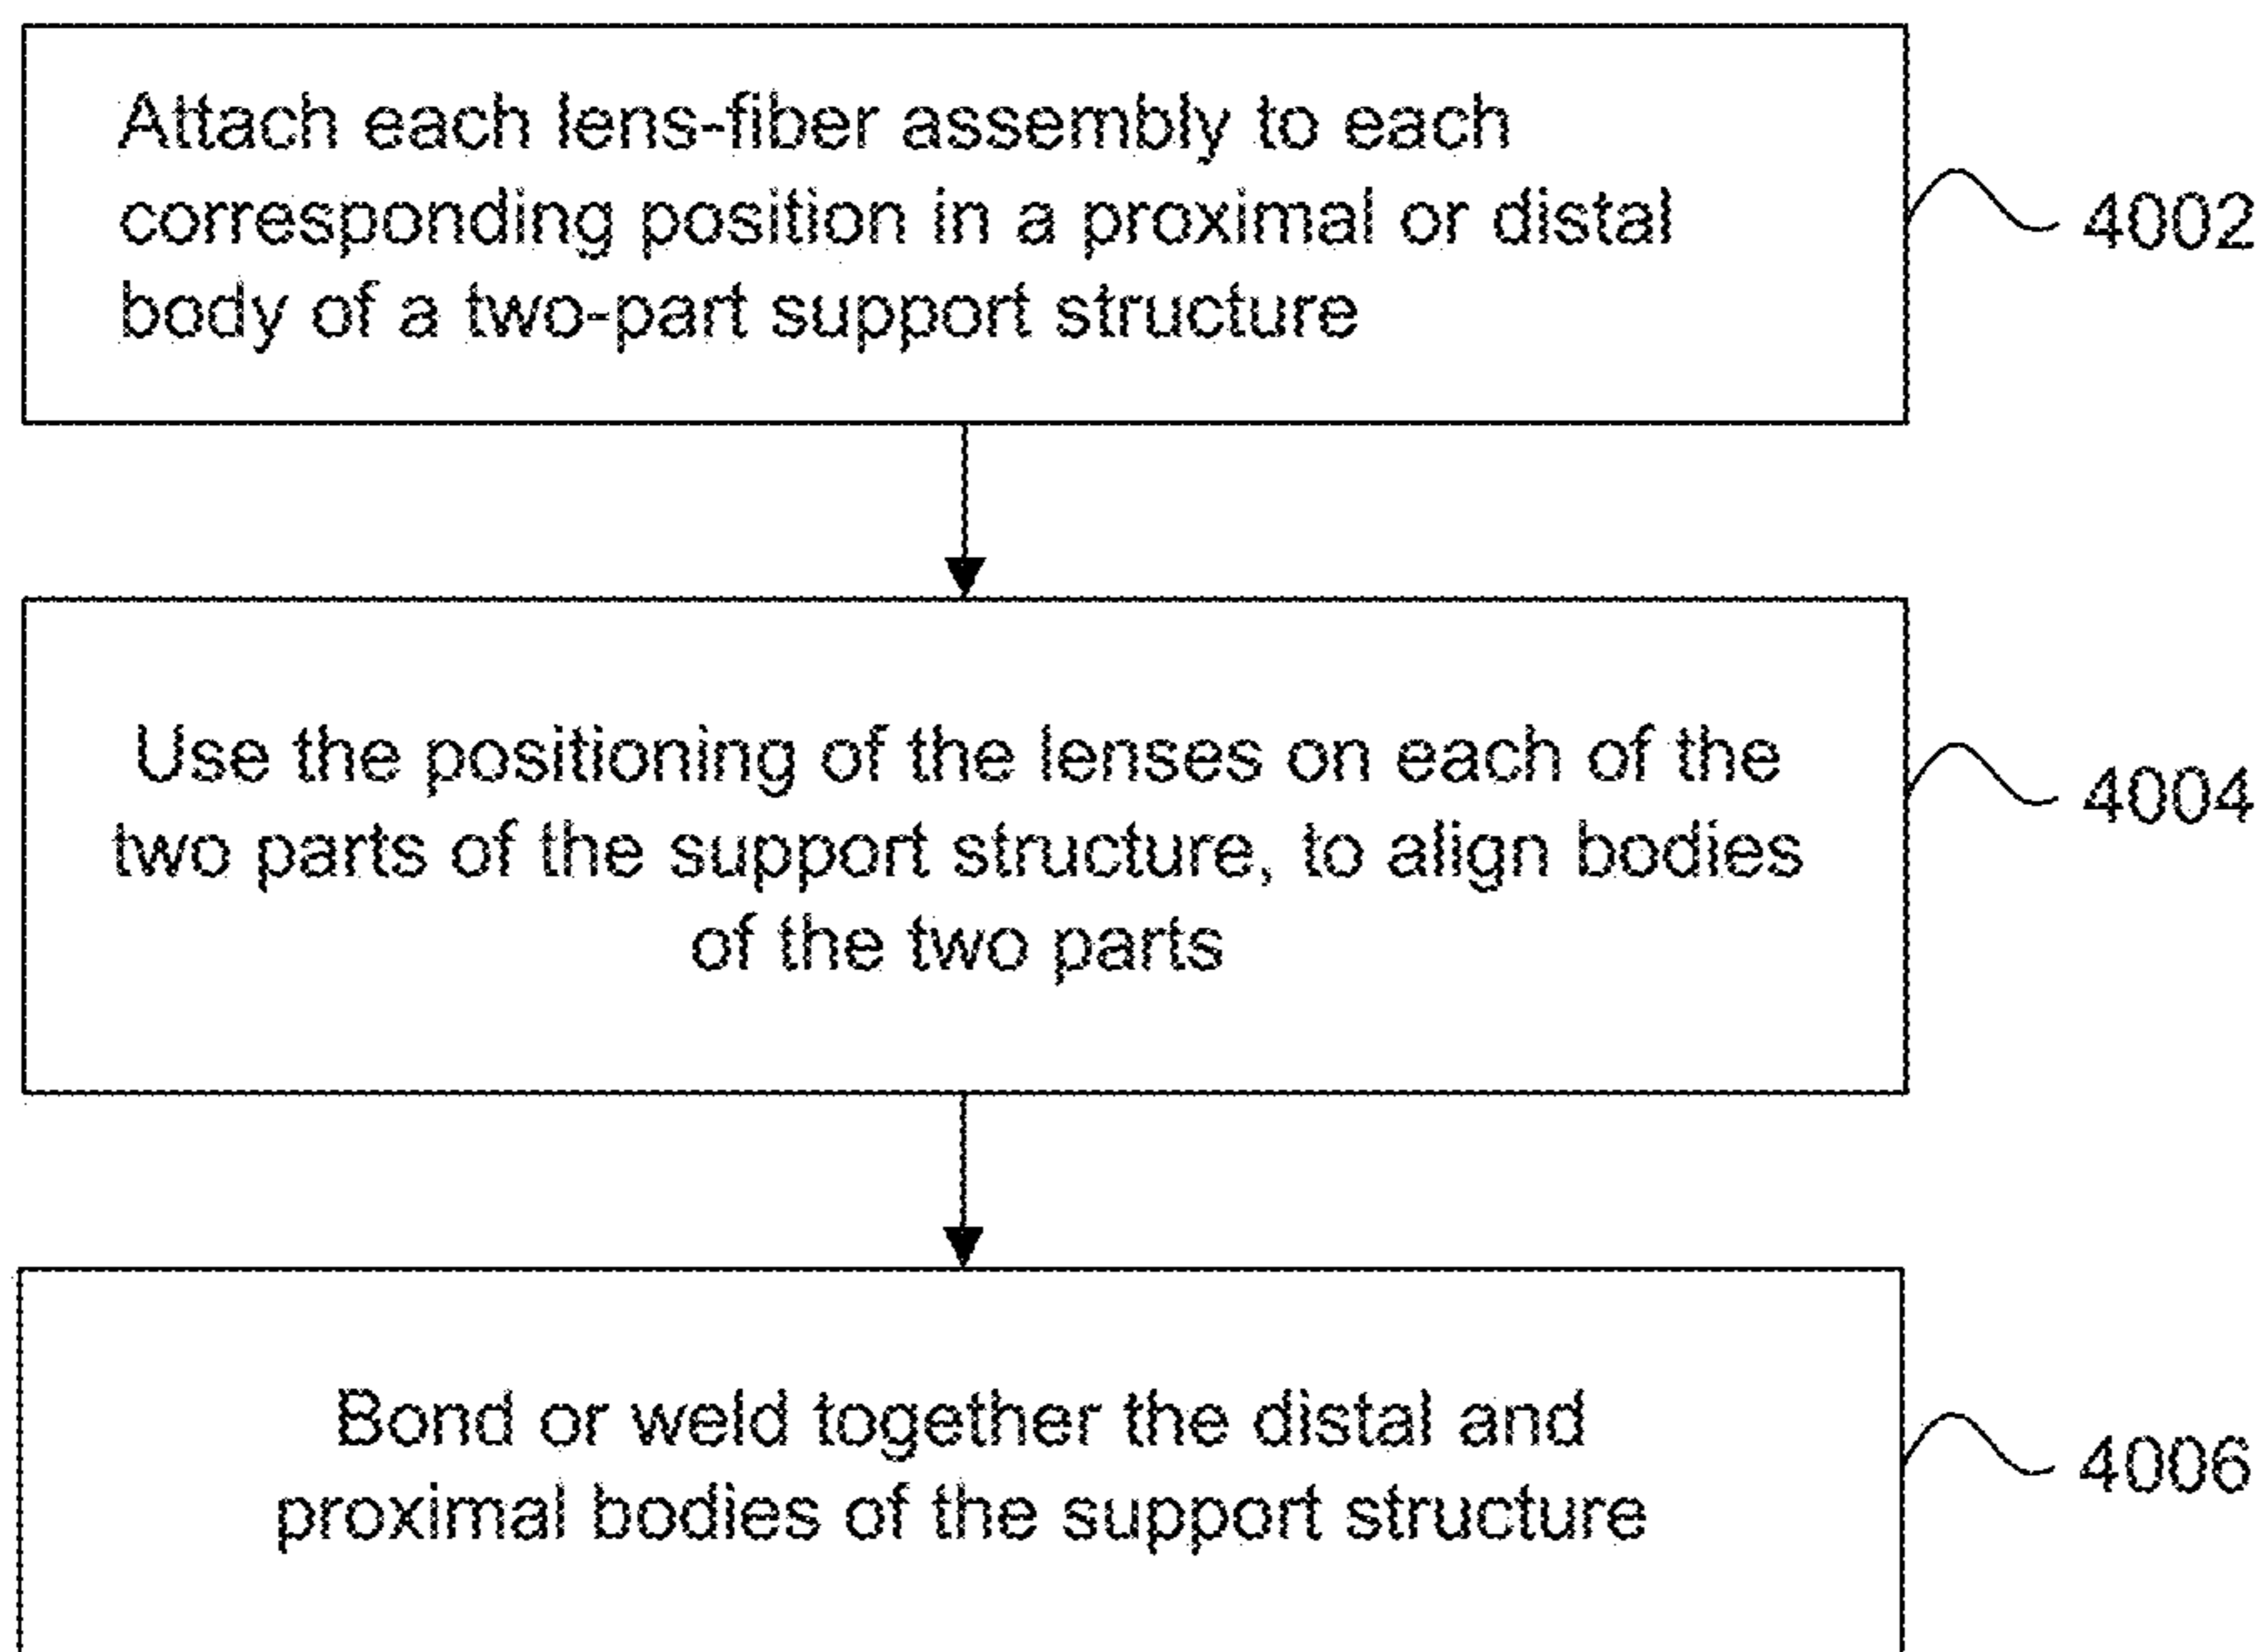 Attach each lens-fiber assembly to each
corresponding position in a proximal or distal
body of a two-part support structure
4002
Use the positioning of the lenses on each of the
two parts of the support structure, to align bodies
of the two parts
4004
Bond or weld together the distal and
proximal bodies of the support structure
4006